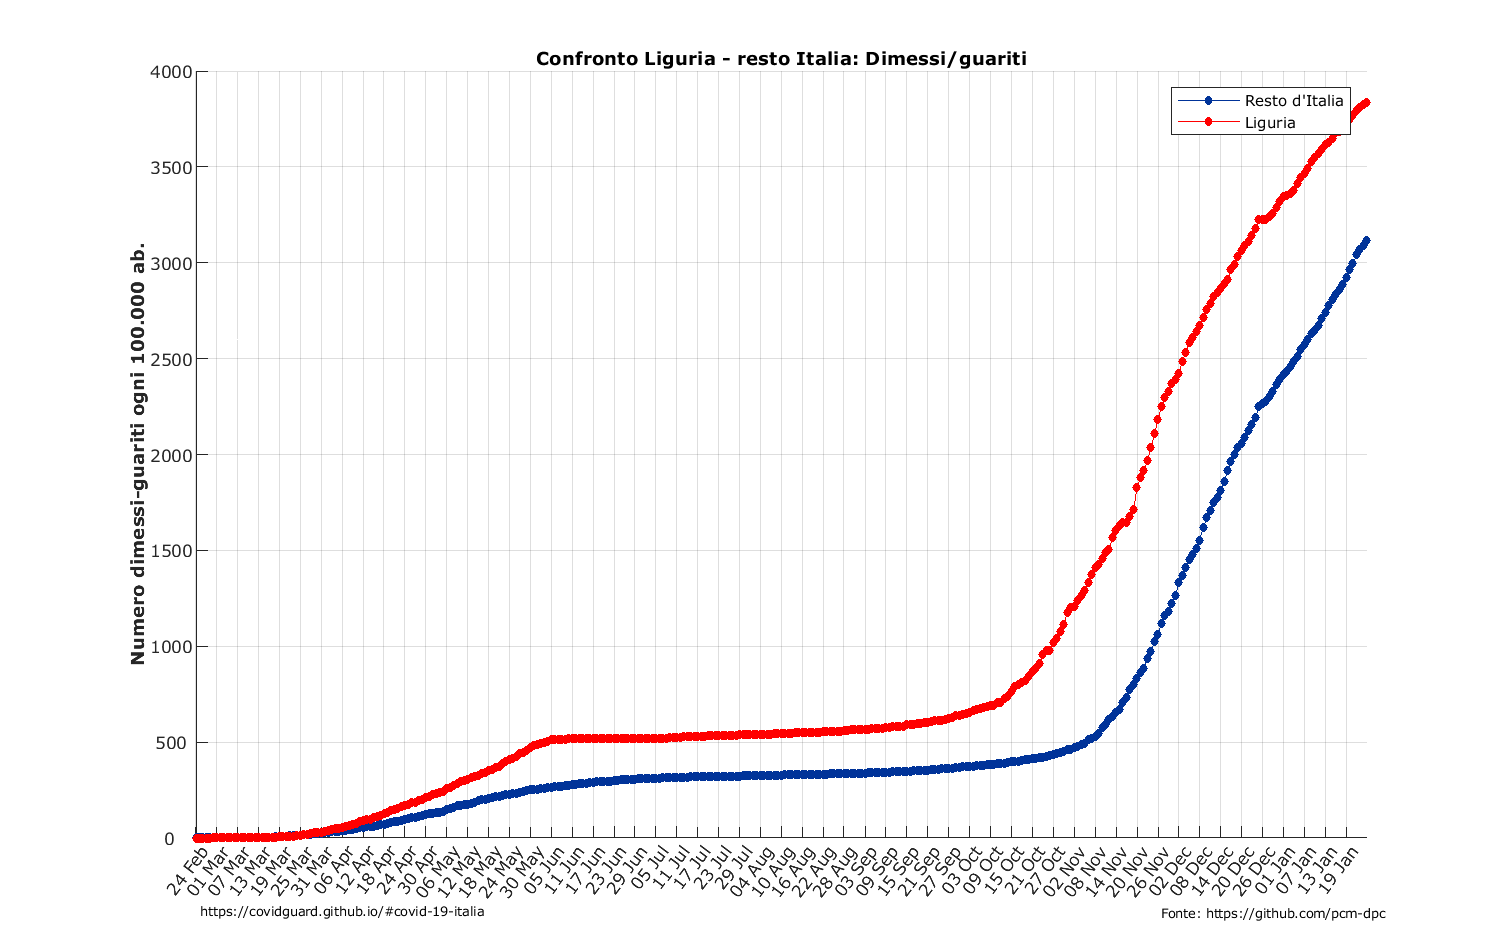 Confronto Liguria - resto Italia: Dimessi/guariti
Resto d'Italia
Liguria
Numero dimessi-guariti ogni 100.000 ab.
4000
3500
3000
2500
2000
1500
1000
500
0
24 Feb
01 Mar
07 Mar
13 Mar
19 Mar
25 Mar
31 Mar
06 Apr
12 Apr
18 Apr
24 Apr
30 Apr
06 May
12 May
18 May
24 May
30 May
05 Jun
11 Jun
17 Jun
23 Jun
29 Jun
05 Jul
11 Jul
17 Jul
23 Jul
29 Jul
04 Aug
10 Aug
16 Aug
22 Aug
28 Aug
03 Sep
09 Sep
15 Sep
21 Sep
27 Sep
03 Oct
09 Oct
15 Oct
21 Oct
27 Oct
02 Nov
08 Nov
14 Nov
20 Nov
26 Nov
02 Dec
08 Dec
14 Dec
20 Dec
26 Dec
01 Jan
07 Jan
13 Jan
19 Jan
https://covidguard.github.io/#covid-19-italia
Fonte: https://github.com/pcm-dpc